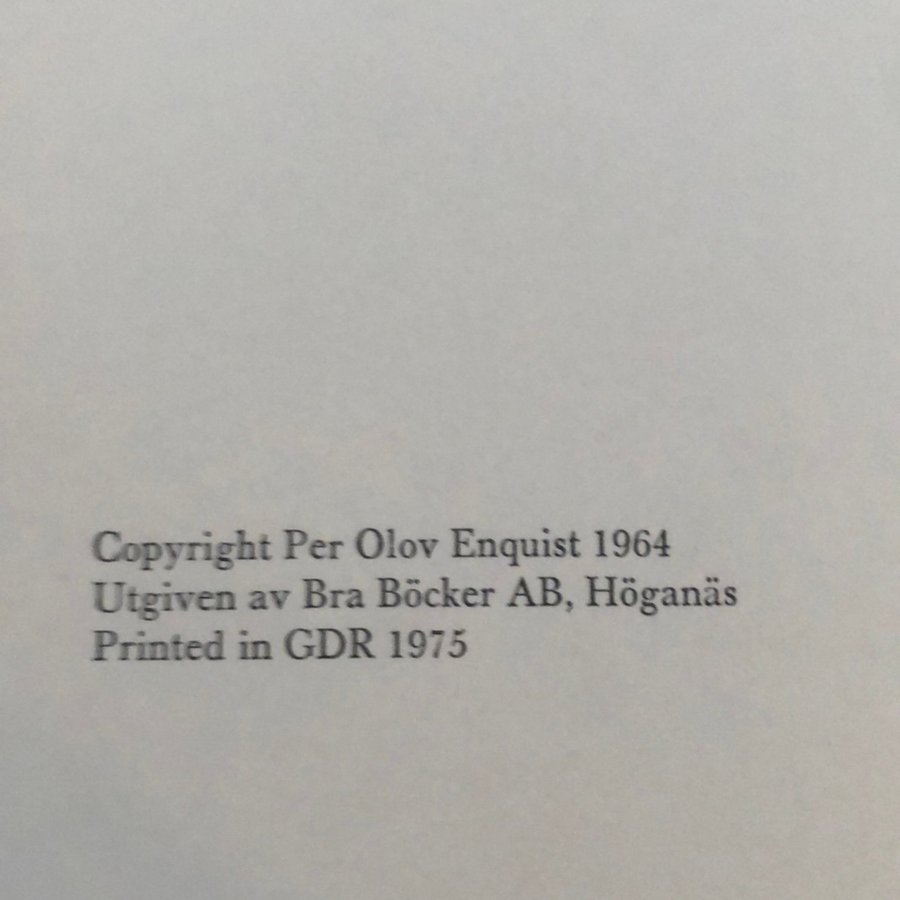 Copyright Per Olov Enquist 1964
Utgiven av Bra Böcker AB, Höganäs
Printed in GDR 1975